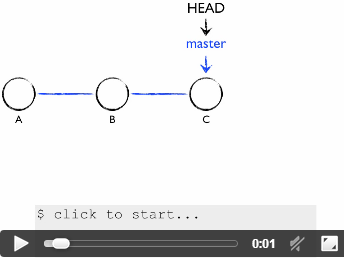 HEAD
master
A B C
$ click to start...
0:01